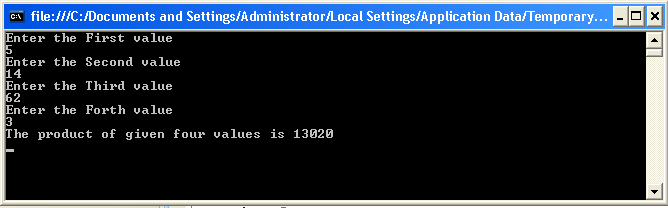 file:///C:/Documents and Settings/Administrator/Local Settings/Application Data/Temporary...
Enter the First value
5
Enter the Second value
14
Enter the Third value
62
Enter the Forth value
3
The product of given four values is 13020